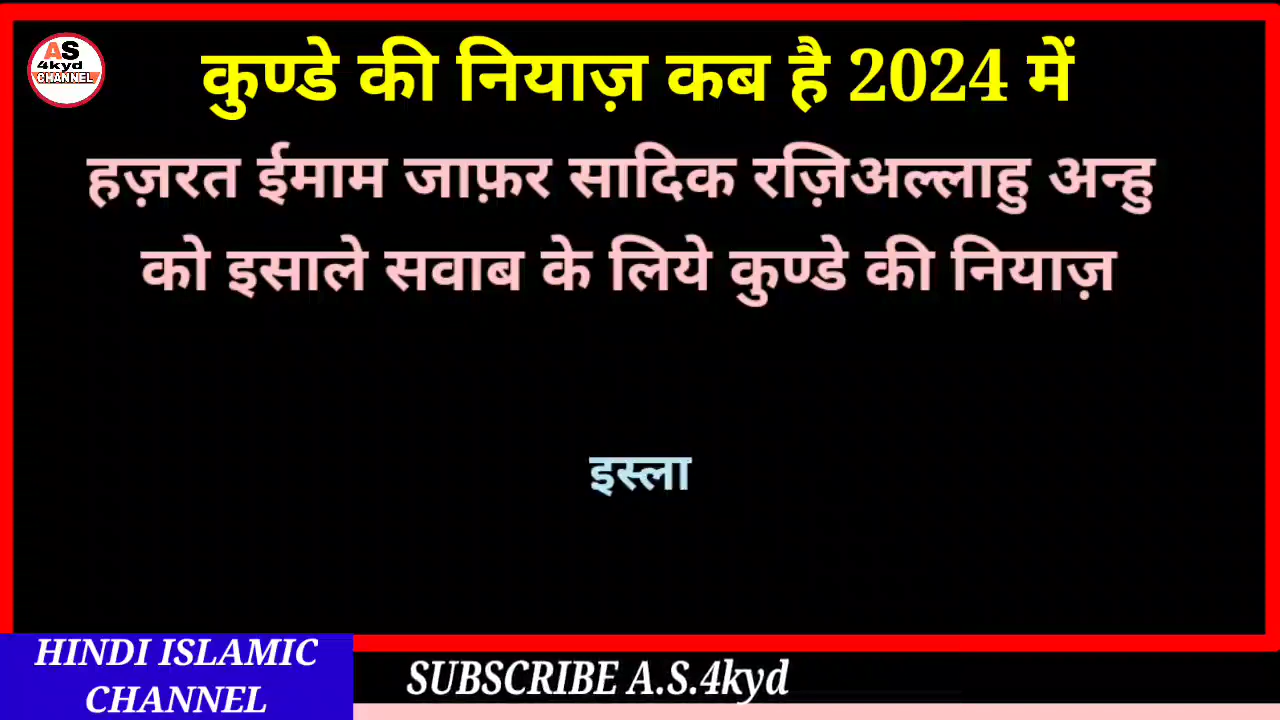 AS
4kyd
CHANNEL
कुण्डे की नियाज़ कब है 2024 में
हज़रत ईमाम जाफ़र सादिक रज़िअल्लाहु अन्हु
को इसाले सवाब के लिये कुण्डे की नियाज़
इस्ला
HINDI ISLAMIC
CHANNEL
SUBSCRIBE A.S.4kyd